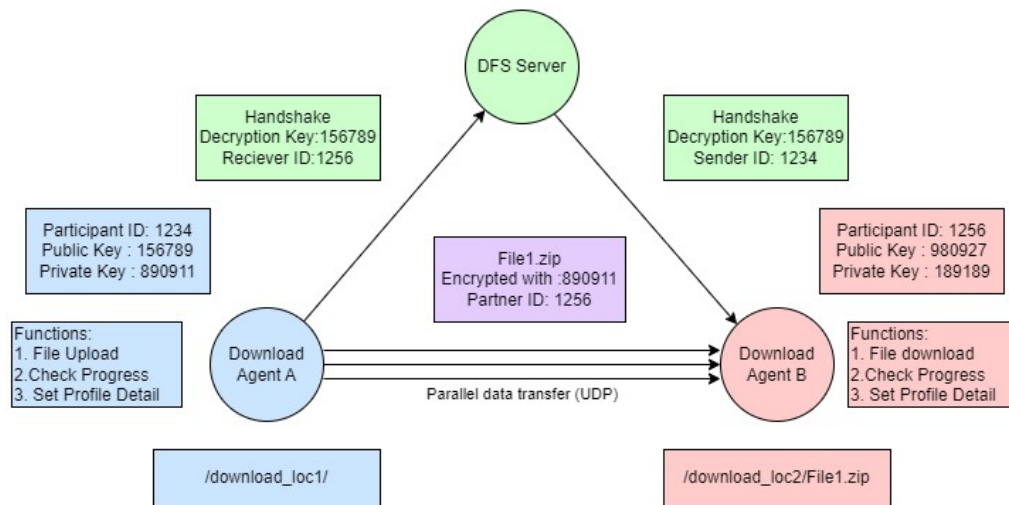 DFS Server
Handshake
Decryption Key:156789
Reciever ID:1256
Handshake
Decryption Key:156789
Sender ID: 1234
Participant ID: 1234
Public Key : 156789
Private Key : 890911
File1.zip
Encrypted with :890911
Partner ID: 1256
Participant ID: 1256
Public Key : 980927
Private Key : 189189
Functions:
1. File Upload
2.Check Progress
3. Set Profile Detail
Download
Agent A
Parallel data transfer (UDP)
Download
Agent B
Functions:
1. File download
2.Check Progress
3. Set Profile Detail
/download_loc1/
/download_loc2/File1.zip